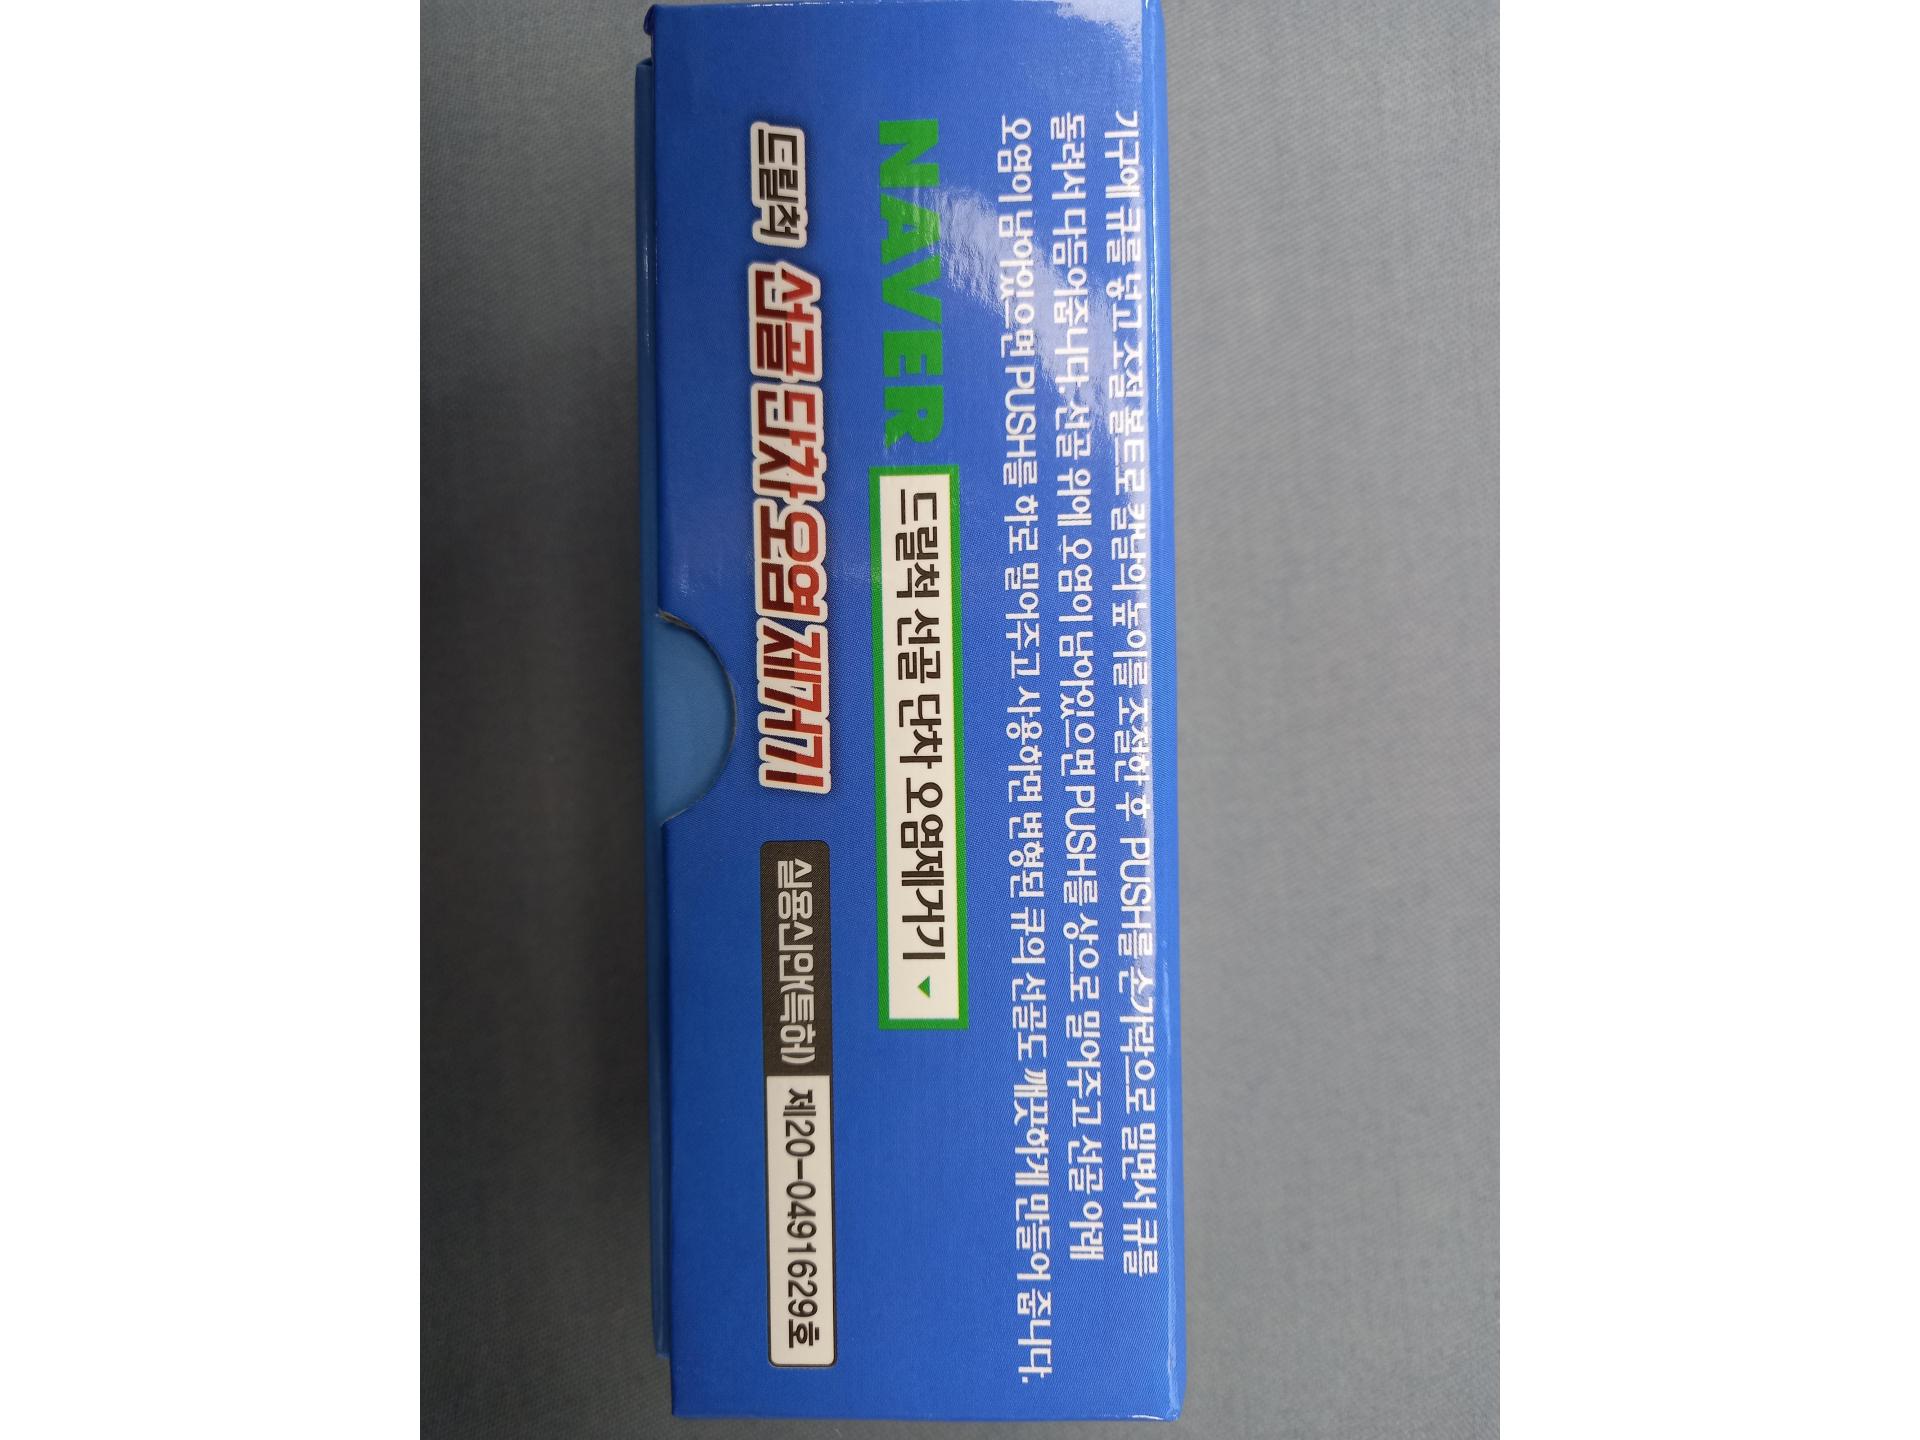 기구에 큐를 넣고 조절 볼트로 칼날의 높이를 조절한 후 PUSH를 손가락으로 밀면서 큐를
돌려서 다듬어줍니다. 선골 위에 오염이 남아있으면 PUSH를 상으로 밀어주고 선골 아래
오염이 남아있으면 PUSH를 하로 밀어주고 사용하면 변형된 큐의 선골도 깨끗하게 만들어 줍니다.
NAVER 드릴척 선골 단차 오염제거기
드릴척 선골 단차오염제거기 실용신안(특허) 제20-0491629호